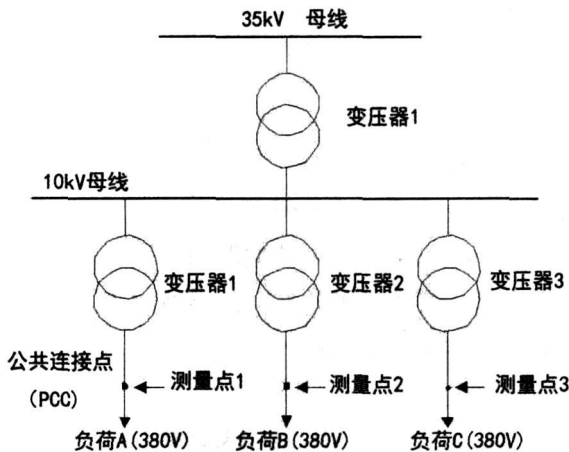 35kV 母线
变压器1
10kV母线
变压器1
变压器2
变压器3
公共连接点
(PCC)
测量点1
测量点2
测量点3
负荷A(380V)
负荷B(380V)
负荷C(380V)